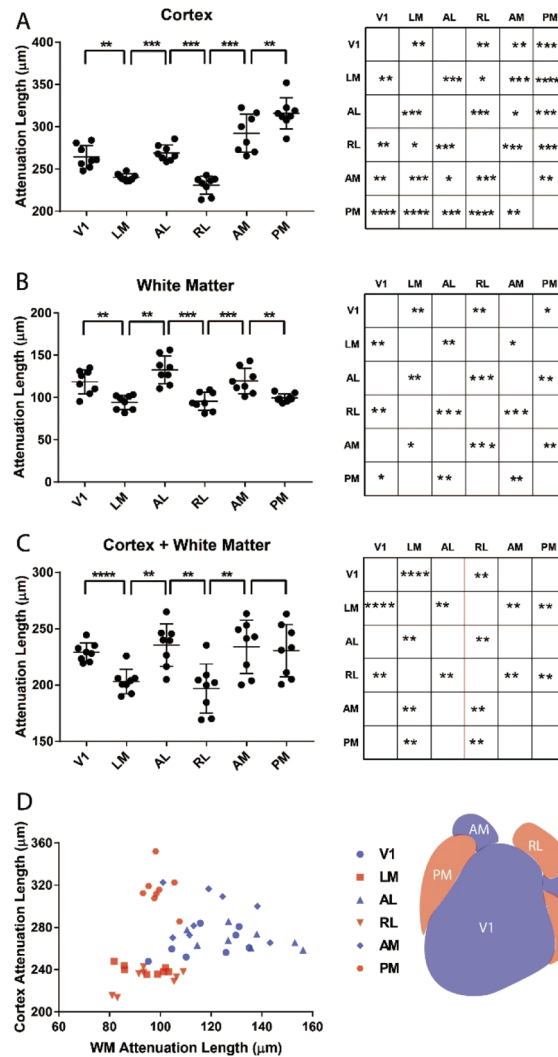 A
Cortex
** *** *** *** **
Attenuation Length (μm)
400
350
300
250
200
V1 LM AL RL AM PM
V1 LM AL RL AM PM
V1 ** ** ** ***
LM ** *** * *** ****
AL *** *** * ***
RL ** * *** *** ***
AM ** *** * *** **
PM **** **** *** **** **
B
White Matter
** ** *** *** **
Attenuation Length (μm)
200
150
100
50
0
V1 LM AL RL AM PM
V1 LM AL RL AM PM
V1 ** ** *
LM ** ** *
AL ** *** **
RL ** *** ***
AM * *** **
PM * ** **
C
Cortex + White Matter
**** ** ** **
Attenuation Length (μm)
300
250
200
150
V1 LM AL RL AM PM
V1 LM AL RL AM PM
V1 **** **
LM **** ** ** **
AL ** **
RL ** ** ** **
AM ** **
PM ** **
D
Cortex Attenuation Length (μm)
360
320
280
240
200
60 80 100 120 140 160
WM Attenuation Length (μm)
V1
LM
AL
RL
AM
PM
AM
RL
PM
V1